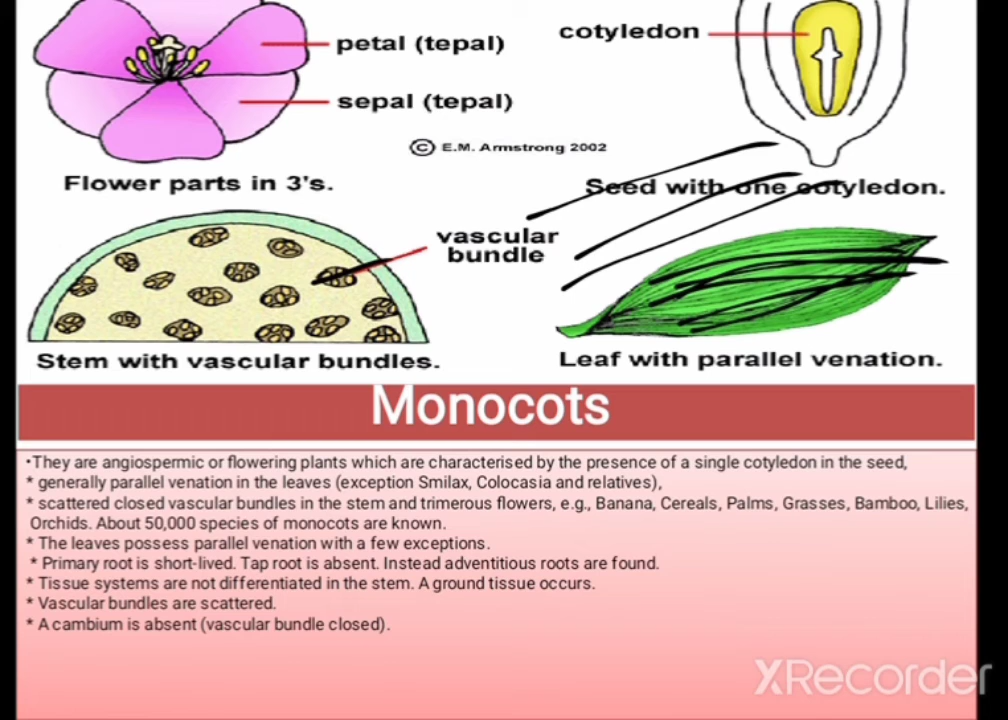 petal (tepal)
cotyledon
sepal (tepal)
© E.M. Armstrong 2002
Flower parts in 3's.
Seed with one cotyledon.
vascular
bundle
Stem with vascular bundles.
Leaf with parallel venation.
Monocots
•They are angiospermic or flowering plants which are characterised by the presence of a single cotyledon in the seed,
* generally parallel venation in the leaves (exception Smilax, Colocasia and relatives),
* scattered closed vascular bundles in the stem and trimerous flowers, e.g., Banana, Cereals, Palms, Grasses, Bamboo, Lilies,
Orchids. About 50,000 species of monocots are known.
* The leaves possess parallel venation with a few exceptions.
* Primary root is short-lived. Tap root is absent. Instead adventitious roots are found.
* Tissue systems are not differentiated in the stem. A ground tissue occurs.
* Vascular bundles are scattered.
* A cambium is absent (vascular bundle closed).
XRecorder